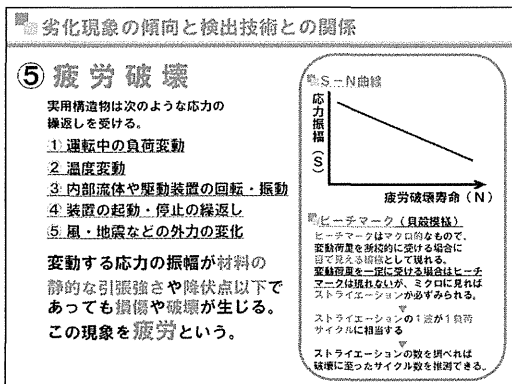 劣化現象の傾向と検出技術との関係
⑤ 疲労破壊
実用構造物は次のような応力の
繰返しを受ける。
① 運転中の負荷変動
② 温度変動
③ 内部流体や駆動装置の回転・振動
④ 装置の起動・停止の繰返し
⑤ 風・地震などの外力の変化
変動する応力の振幅が材料の
静的な引張強さや降伏点以下で
あっても損傷や破壊が生じる。
この現象を疲労という。
S－N曲線
応力振幅（S）
疲労破壊寿命（N）
ビーチマーク（貝殻模様）
ビーチマークはマクロ的なもので、
変動荷重を断続的に受ける場合に
目で見える縞様として現れる。
変動荷重を一定に受ける場合はビーチ
マークは現れないが、ミクロに見れば
ストライエーションが必ずみられる。
ストライエーションの1波が1負荷
サイクルに相当する
ストライエーションの数を調べれば
破壊に至ったサイクル数を推測できる。